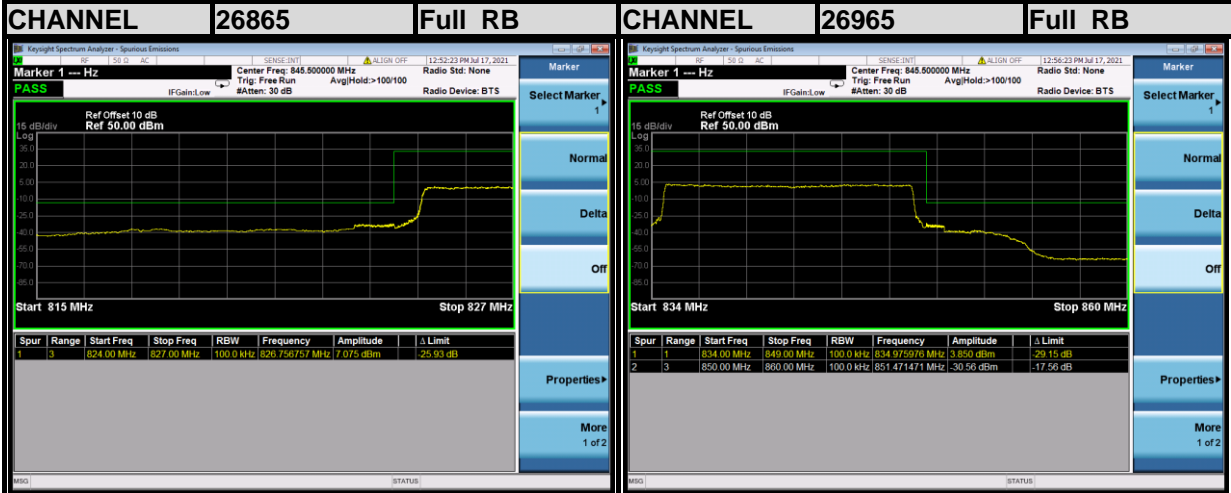 CHANNEL 26865 Full RB
Keysight Spectrum Analyzer - Spurious Emissions
RF 50 Ω AC SENSE:INT ALIGN OFF 12:52:23 PM Jul 17, 2021
Marker 1 --- Hz Center Freq: 845.500000 MHz Radio Std: None
Trig: Free Run Avg|Hold:>100/100
PASS IFGain:Low #Atten: 30 dB Radio Device: BTS
Ref Offset 10 dB
15 dB/div Ref 50.00 dBm
Log
35.0
20.0
5.00
-10.0
-25.0
-40.0
-55.0
-70.0
-85.0
Start 815 MHz Stop 827 MHz
Spur Range Start Freq Stop Freq RBW Frequency Amplitude Δ Limit
1 3 824.00 MHz 827.00 MHz 100.0 kHz 826.756757 MHz 7.075 dBm -25.93 dB
MSG STATUS
Marker
Select Marker
1
Normal
Delta
Off
Properties
More
1 of 2
CHANNEL 26965 Full RB
Keysight Spectrum Analyzer - Spurious Emissions
RF 50 Ω AC SENSE:INT ALIGN OFF 12:56:23 PM Jul 17, 2021
Marker 1 --- Hz Center Freq: 845.500000 MHz Radio Std: None
Trig: Free Run Avg|Hold:>100/100
PASS IFGain:Low #Atten: 30 dB Radio Device: BTS
Ref Offset 10 dB
15 dB/div Ref 50.00 dBm
Log
35.0
20.0
5.00
-10.0
-25.0
-40.0
-55.0
-70.0
-85.0
Start 834 MHz Stop 860 MHz
Spur Range Start Freq Stop Freq RBW Frequency Amplitude Δ Limit
1 1 834.00 MHz 849.00 MHz 100.0 kHz 834.975976 MHz 3.850 dBm -29.15 dB
2 3 850.00 MHz 860.00 MHz 100.0 kHz 851.471471 MHz -30.56 dBm -17.56 dB
MSG STATUS
Marker
Select Marker
1
Normal
Delta
Off
Properties
More
1 of 2